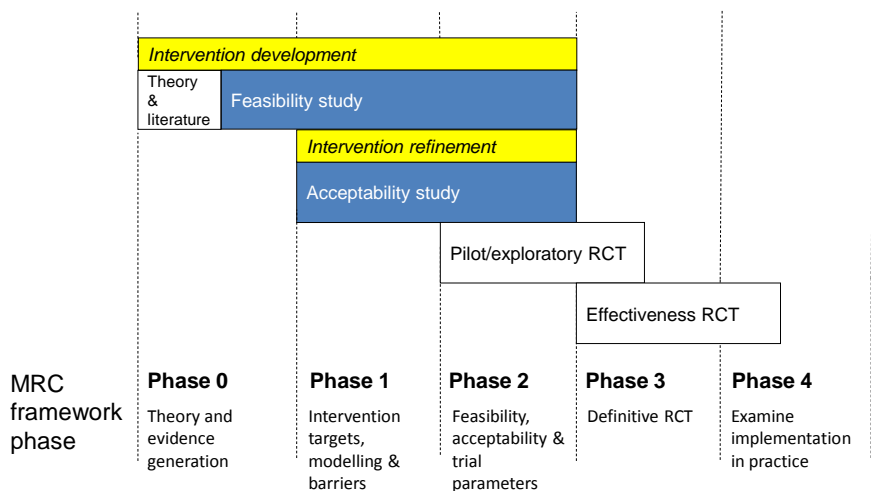 Intervention development
Theory
&
literature
Feasibility study
Intervention refinement
Acceptability study
Pilot/exploratory RCT
Effectiveness RCT
MRC
framework
phase
Phase 0
Theory and
evidence
generation
Phase 1
Intervention
targets,
modelling &
barriers
Phase 2
Feasibility,
acceptability &
trial
parameters
Phase 3
Definitive RCT
Phase 4
Examine
implementation
in practice